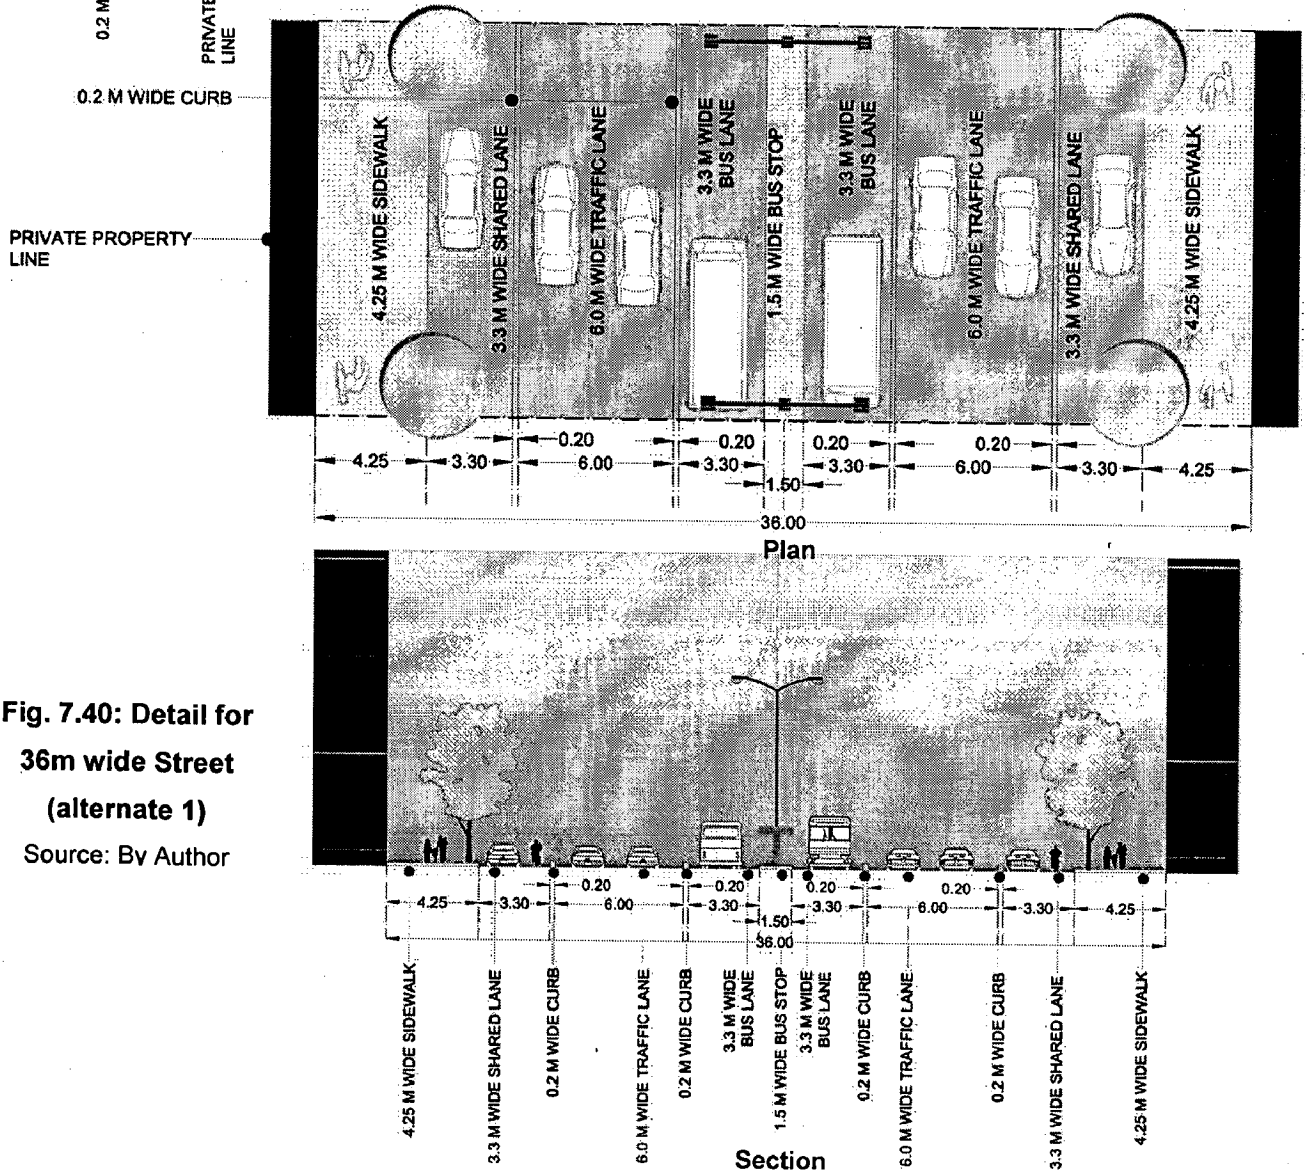 0.2 M
PRIVATE
LINE
0.2 M WIDE CURB
PRIVATE PROPERTY
LINE
4.25 M WIDE SIDEWALK
3.3 M WIDE SHARED LANE
6.0 M WIDE TRAFFIC LANE
3.3 M WIDE
BUS LANE
1.5 M WIDE BUS STOP
3.3 M WIDE
BUS LANE
6.0 M WIDE TRAFFIC LANE
3.3 M WIDE SHARED LANE
4.25 M WIDE SIDEWALK
0.20 0.20 0.20 0.20
4.25 3.30 6.00 3.30 3.30 6.00 3.30 4.25
1.50
36.00
Plan
Fig. 7.40: Detail for
36m wide Street
(alternate 1)
Source: By Author
0.20 0.20 0.20 0.20
4.25 3.30 6.00 3.30 3.30 6.00 3.30 4.25
1.50
36.00
4.25 M WIDE SIDEWALK
3.3 M WIDE SHARED LANE
0.2 M WIDE CURB
6.0 M WIDE TRAFFIC LANE
0.2 M WIDE CURB
3.3 M WIDE
BUS LANE
1.5 M WIDE BUS STOP
3.3 M WIDE
BUS LANE
0.2 M WIDE CURB
6.0 M WIDE TRAFFIC LANE
0.2 M WIDE CURB
3.3 M WIDE SHARED LANE
4.25 M WIDE SIDEWALK
Section